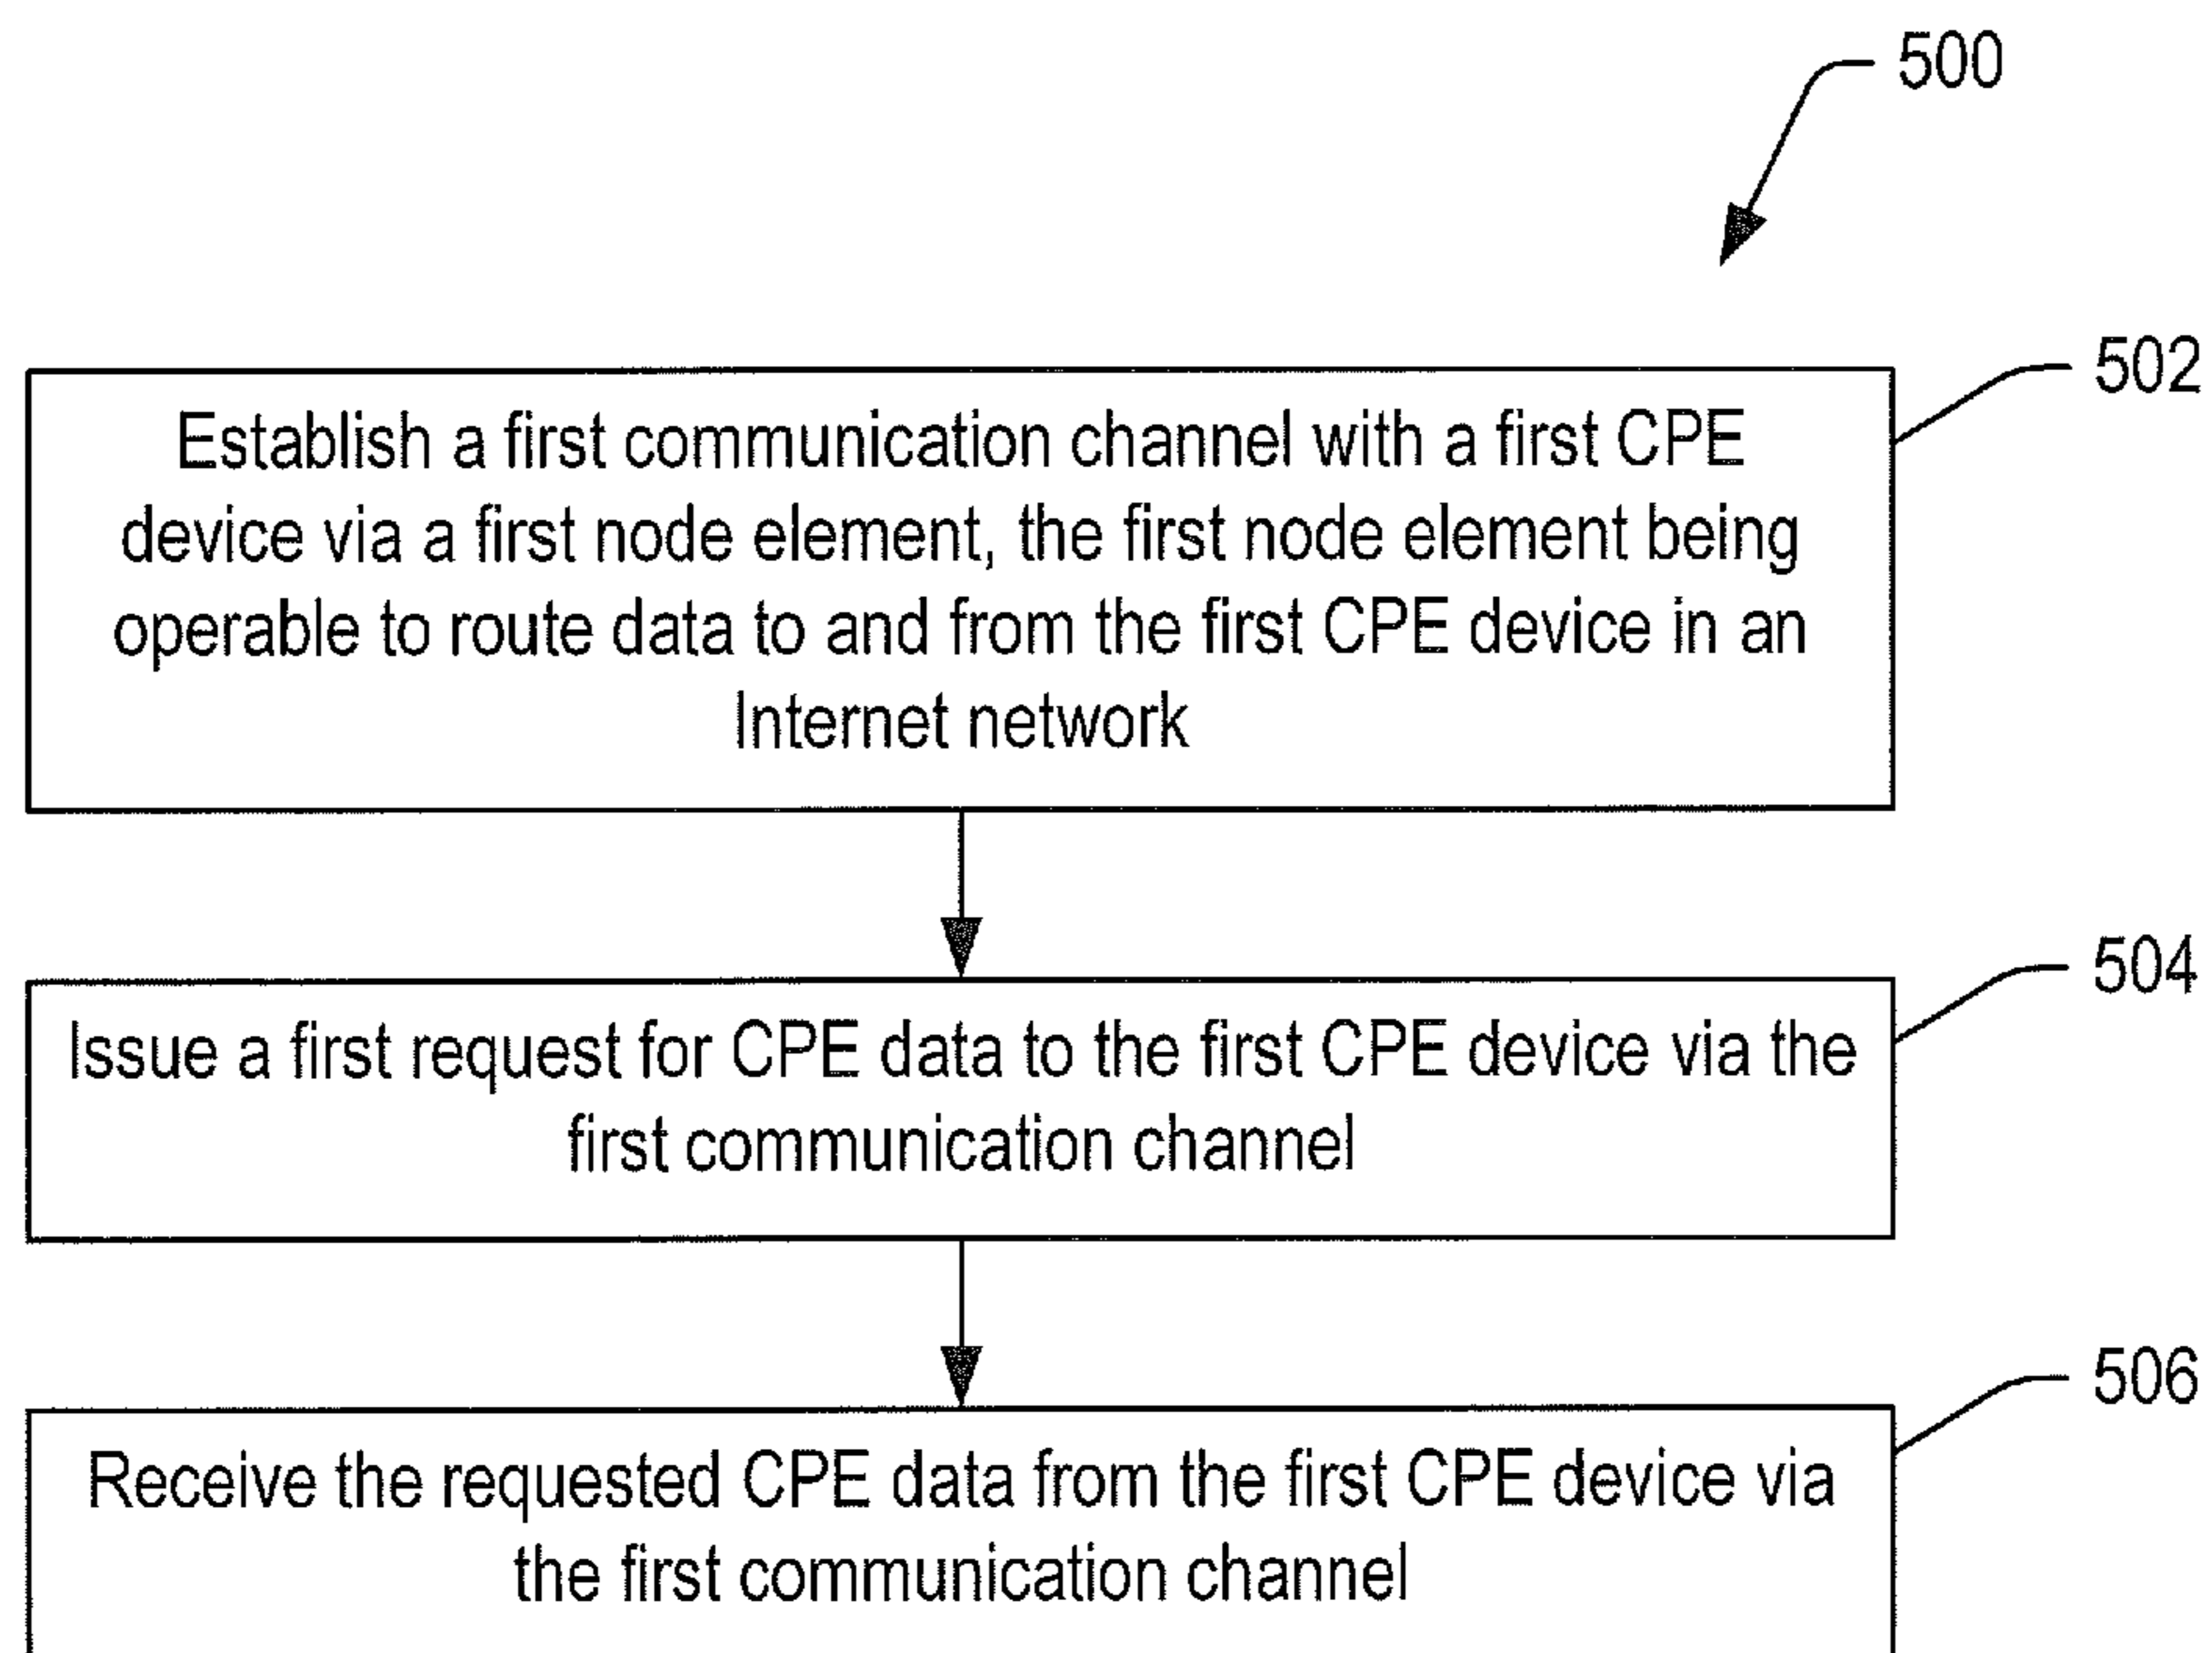 500
502
Establish a first communication channel with a first CPE
device via a first node element, the first node element being
operable to route data to and from the first CPE device in an
Internet network
504
Issue a first request for CPE data to the first CPE device via the
first communication channel
506
Receive the requested CPE data from the first CPE device via
the first communication channel